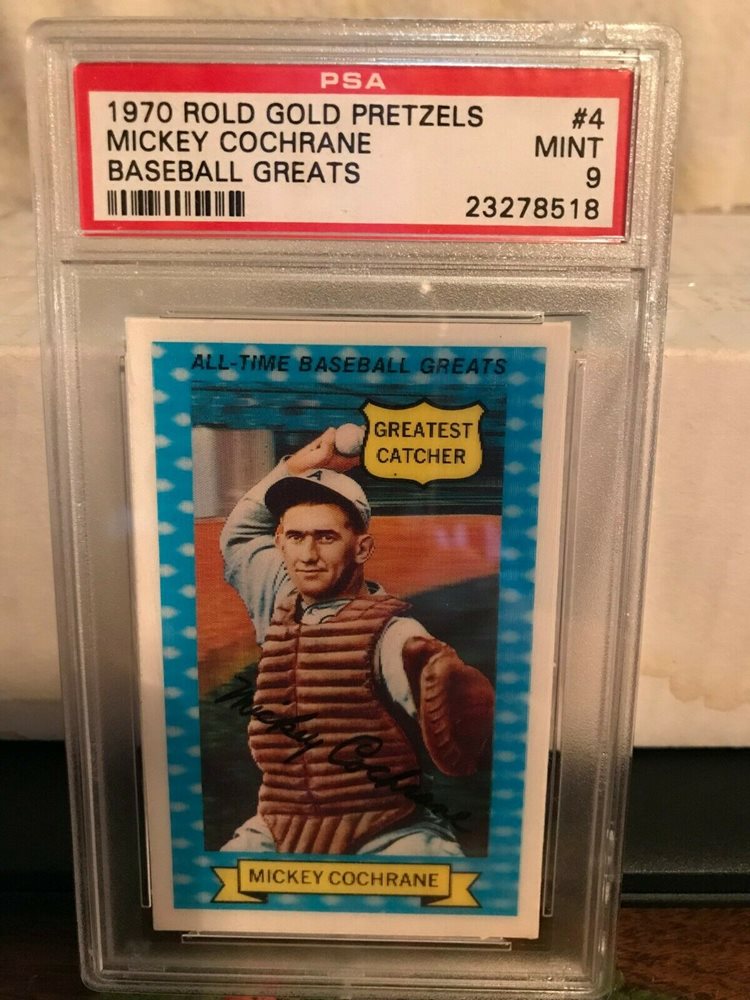 PSA
1970 ROLD GOLD PRETZELS #4
MICKEY COCHRANE MINT
BASEBALL GREATS 9
23278518
ALL-TIME BASEBALL GREATS
GREATEST
CATCHER
A
Mickey Cochrane
MICKEY COCHRANE